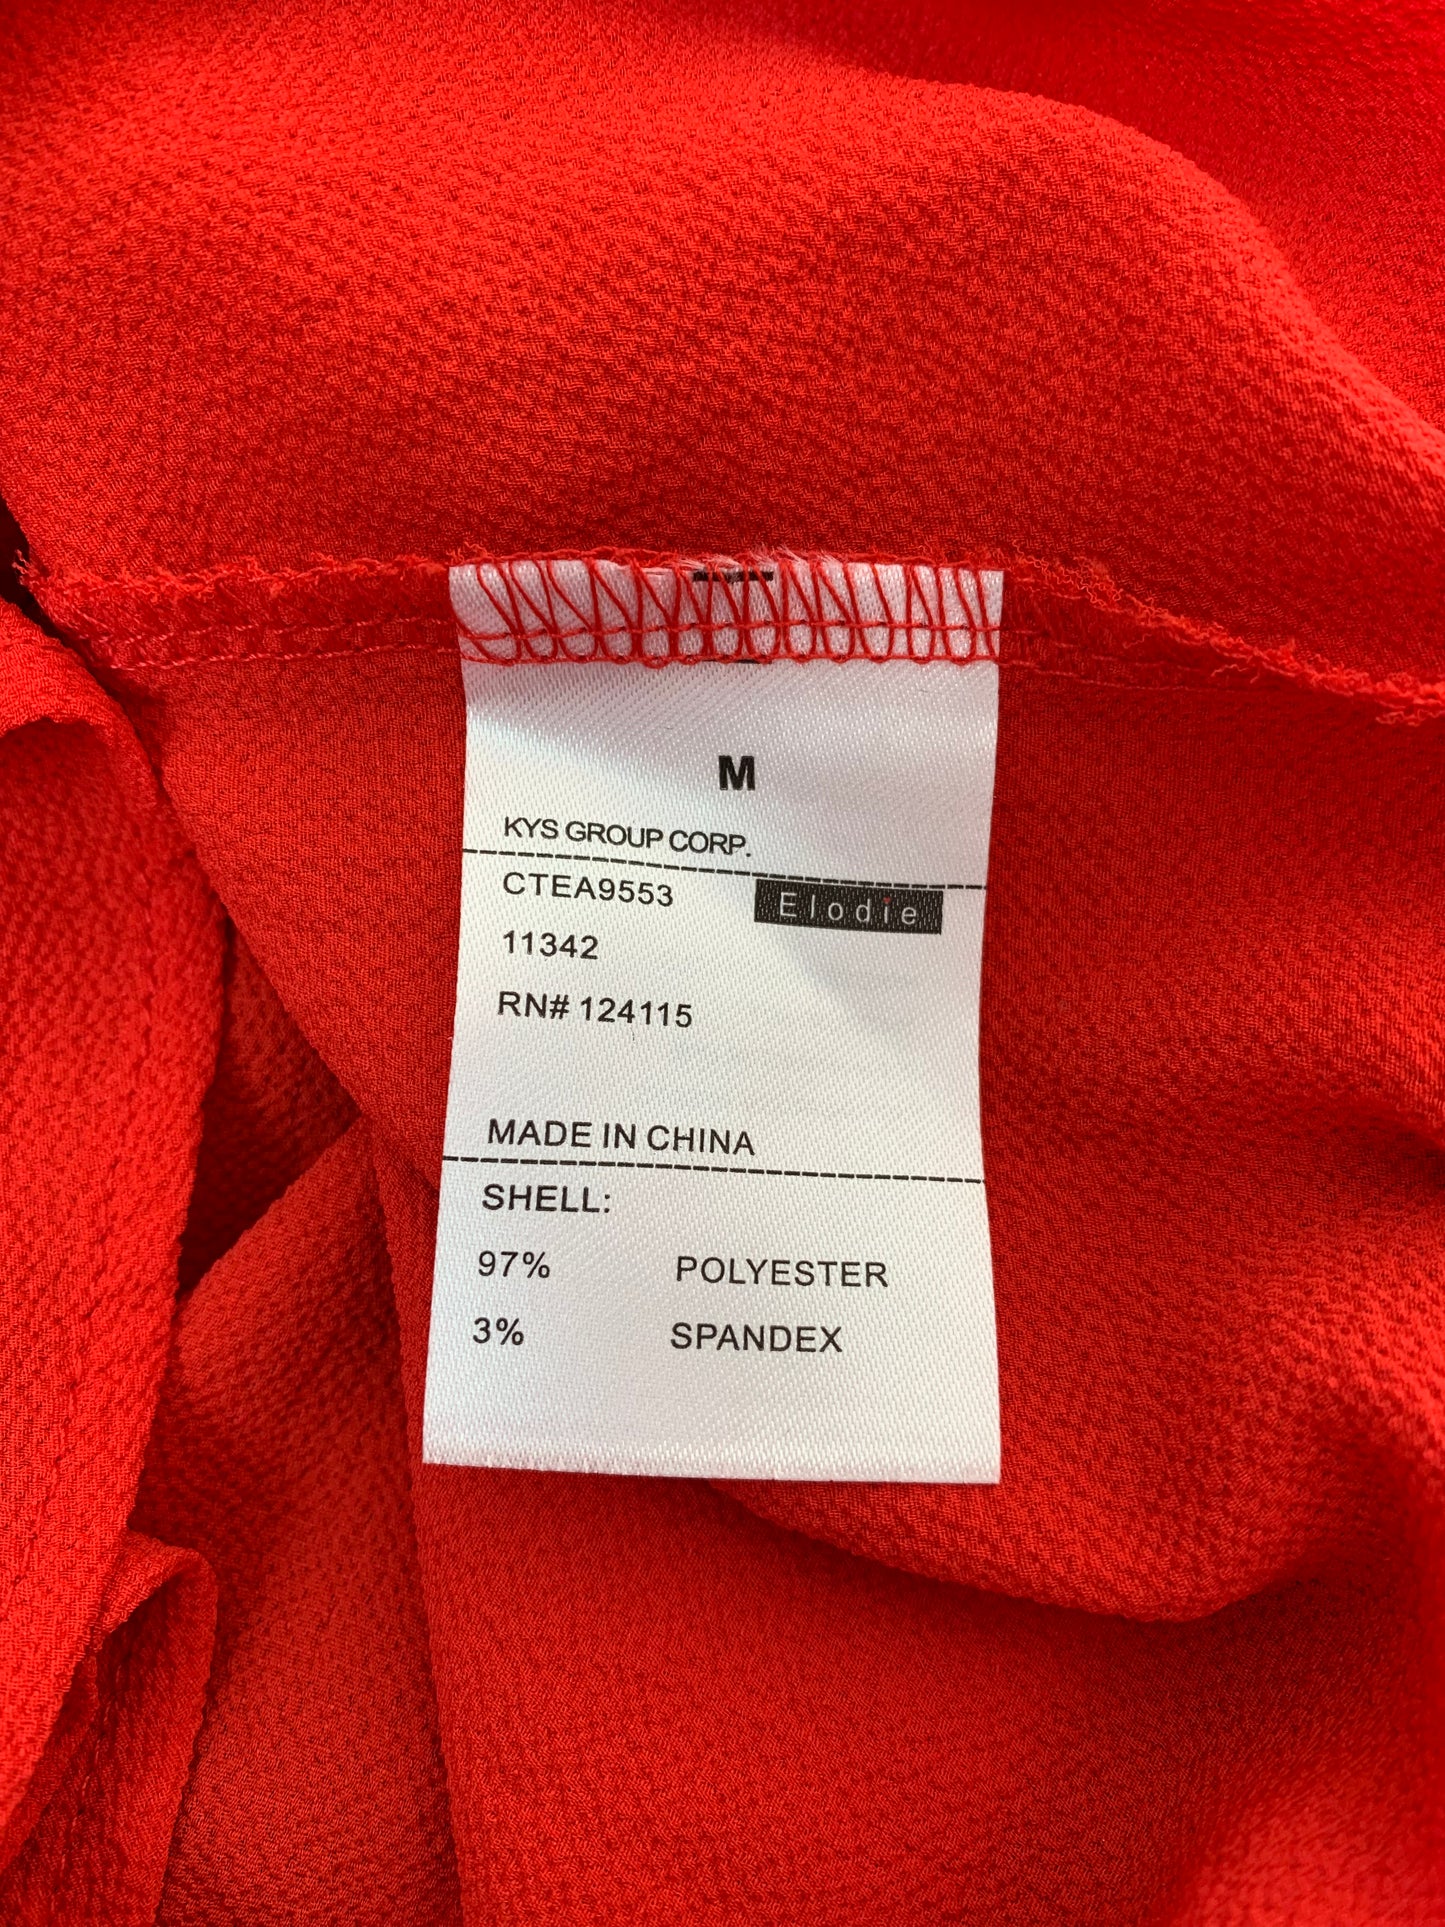 M
KYS GROUP CORP.
CTEA9553
Elodie
11342
RN# 124115
MADE IN CHINA
SHELL:
97% POLYESTER
3% SPANDEX